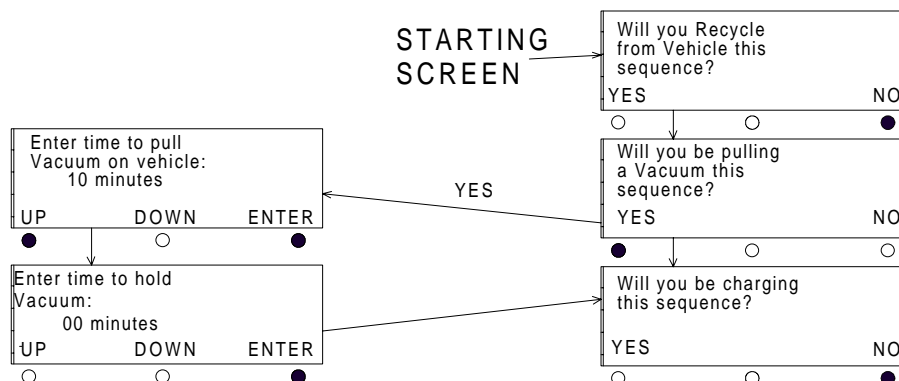 STARTING
SCREEN
Will you Recycle
from Vehicle this
sequence?
YES NO
Enter time to pull
Vacuum on vehicle:
10 minutes
UP DOWN ENTER
YES
Will you be pulling
a Vacuum this
sequence?
YES NO
Enter time to hold
Vacuum:
00 minutes
UP DOWN ENTER
Will you be charging
this sequence?
YES NO